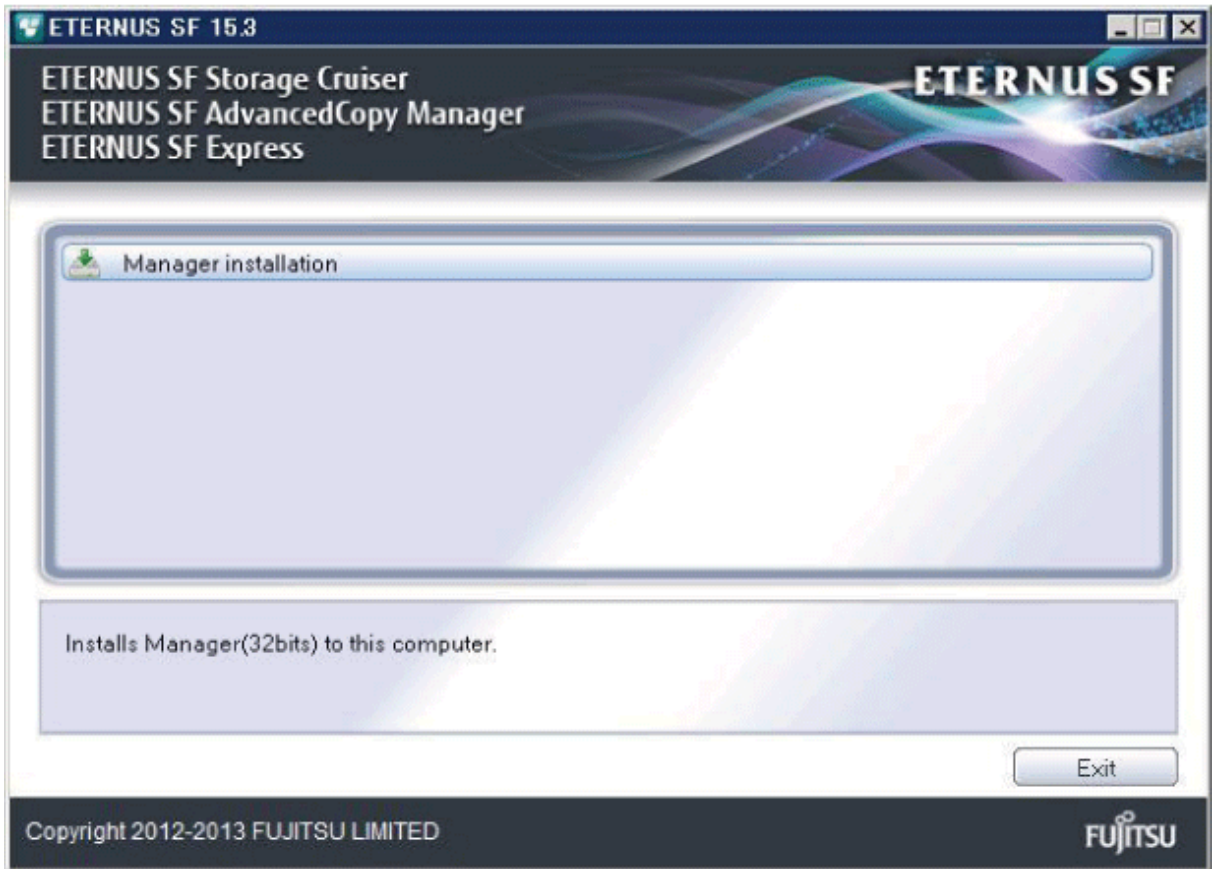 ETERNUS SF 15.3
ETERNUS SF Storage Cruiser
ETERNUS SF AdvancedCopy Manager
ETERNUS SF Express
ETERNUS SF
Manager installation
Installs Manager(32bits) to this computer.
Exit
Copyright 2012-2013 FUJITSU LIMITED
FUJITSU